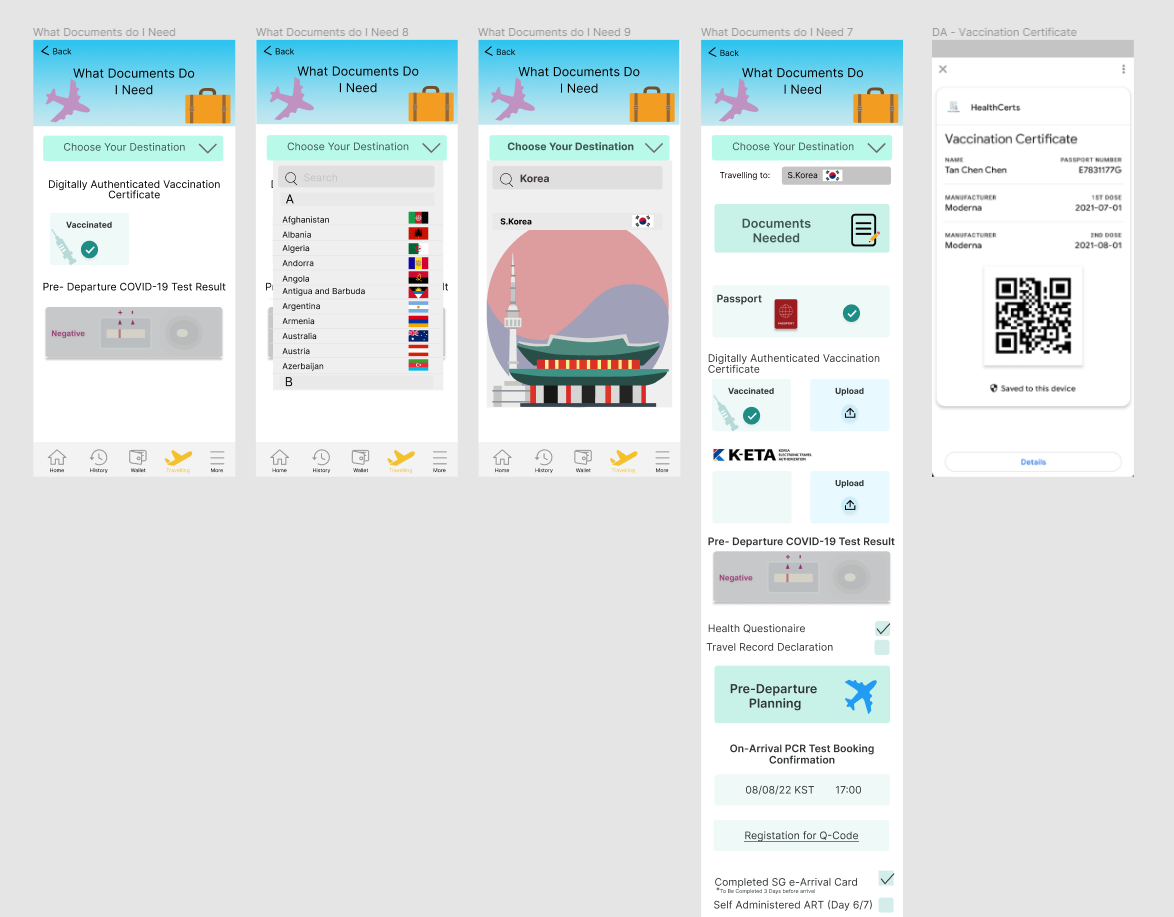 What Documents do I Need
Back
What Documents Do
I Need
Choose Your Destination
Digitally Authenticated Vaccination
Certificate
Vaccinated
Pre- Departure COVID-19 Test Result
Negative
Home History Wallet Travelling More
What Documents do I Need 8
Back
What Documents Do
I Need
Choose Your Destination
Search
A
Afghanistan
Albania
Algeria
Andorra
Angola
Antigua and Barbuda
Argentina
Armenia
Australia
Austria
Azerbaijan
B
Home History Wallet Travelling More
What Documents do I Need 9
Back
What Documents Do
I Need
Choose Your Destination
Korea
S.Korea
Home History Wallet Travelling More
What Documents do I Need 7
Back
What Documents Do
I Need
Choose Your Destination
Travelling to: S.Korea
Documents
Needed
Passport
PASSPORT
Digitally Authenticated Vaccination
Certificate
Vaccinated
Upload
K-ETA KOREA
ELECTRONIC TRAVEL
AUTHORIZATION
Upload
Pre- Departure COVID-19 Test Result
Negative
Health Questionaire
Travel Record Declaration
Pre-Departure
Planning
On-Arrival PCR Test Booking
Confirmation
08/08/22 KST 17:00
Registation for Q-Code
Completed SG e-Arrival Card
*To Be Completed 3 Days before arrival
Self Administered ART (Day 6/7)
DA - Vaccination Certificate
HealthCerts
Vaccination Certificate
NAME PASSPORT NUMBER
Tan Chen Chen E7831177G
MANUFACTURER 1ST DOSE
Moderna 2021-07-01
MANUFACTURER 2ND DOSE
Moderna 2021-08-01
Saved to this device
Details